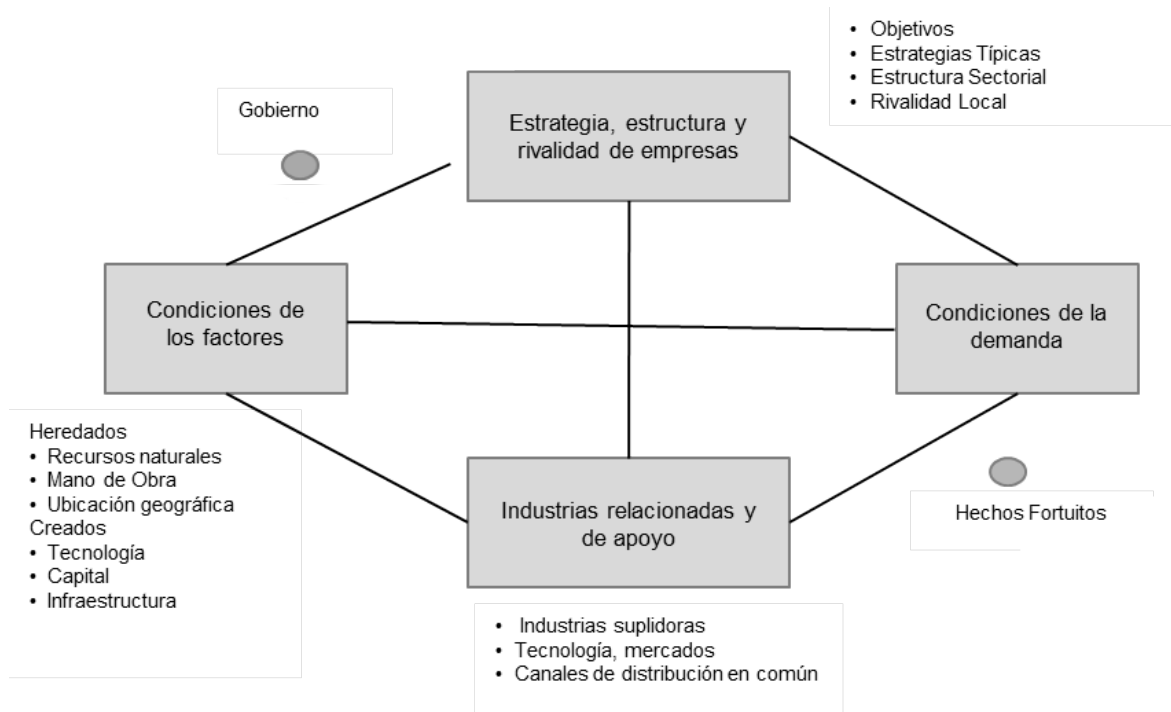 • Objetivos
• Estrategias Típicas
• Estructura Sectorial
• Rivalidad Local
Gobierno
Estrategia, estructura y
rivalidad de empresas
Condiciones de
los factores
Condiciones de la
demanda
Heredados
• Recursos naturales
• Mano de Obra
• Ubicación geográfica
Creados
• Tecnología
• Capital
• Infraestructura
Industrias relacionadas y
de apoyo
Hechos Fortuitos
• Industrias suplidoras
• Tecnología, mercados
• Canales de distribución en común